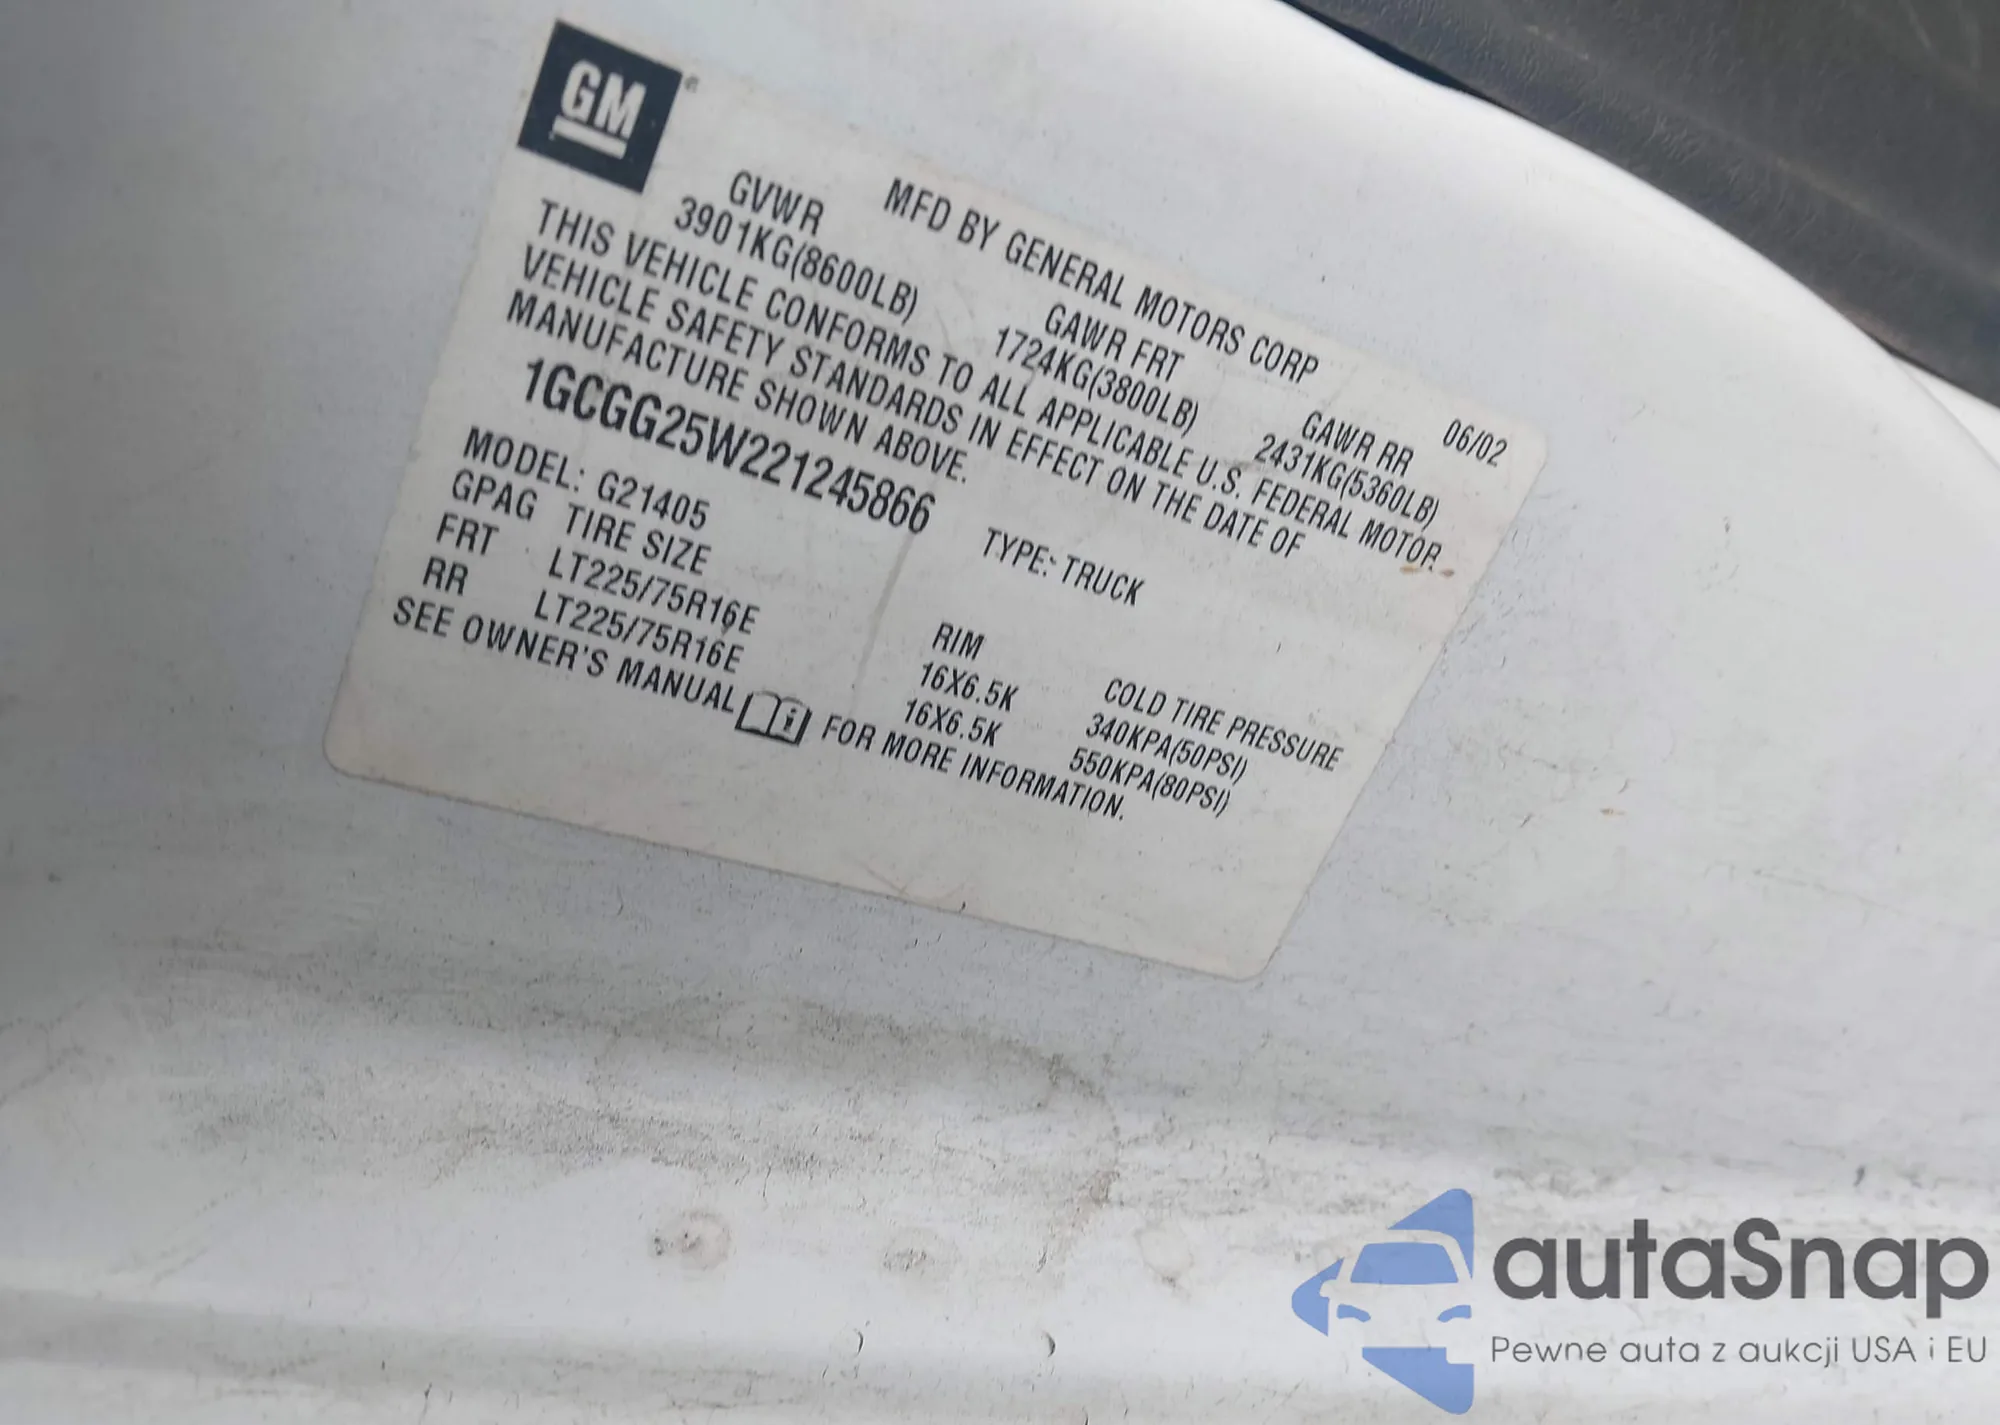 GM
MFD BY GENERAL MOTORS CORP 06/02
GVWR GAWR FRT GAWR RR
3901KG(8600LB) 1724KG(3800LB) 2431KG(5360LB)
THIS VEHICLE CONFORMS TO ALL APPLICABLE U.S. FEDERAL MOTOR
VEHICLE SAFETY STANDARDS IN EFFECT ON THE DATE OF
MANUFACTURE SHOWN ABOVE.
1GCGG25W221245866 TYPE: TRUCK
MODEL: G21405
GPAG TIRE SIZE RIM COLD TIRE PRESSURE
FRT LT225/75R16E 16X6.5K 340KPA(50PSI)
RR LT225/75R16E 16X6.5K 550KPA(80PSI)
SEE OWNER'S MANUAL FOR MORE INFORMATION.
autaSnap
Pewne auta z aukcji USA i EU